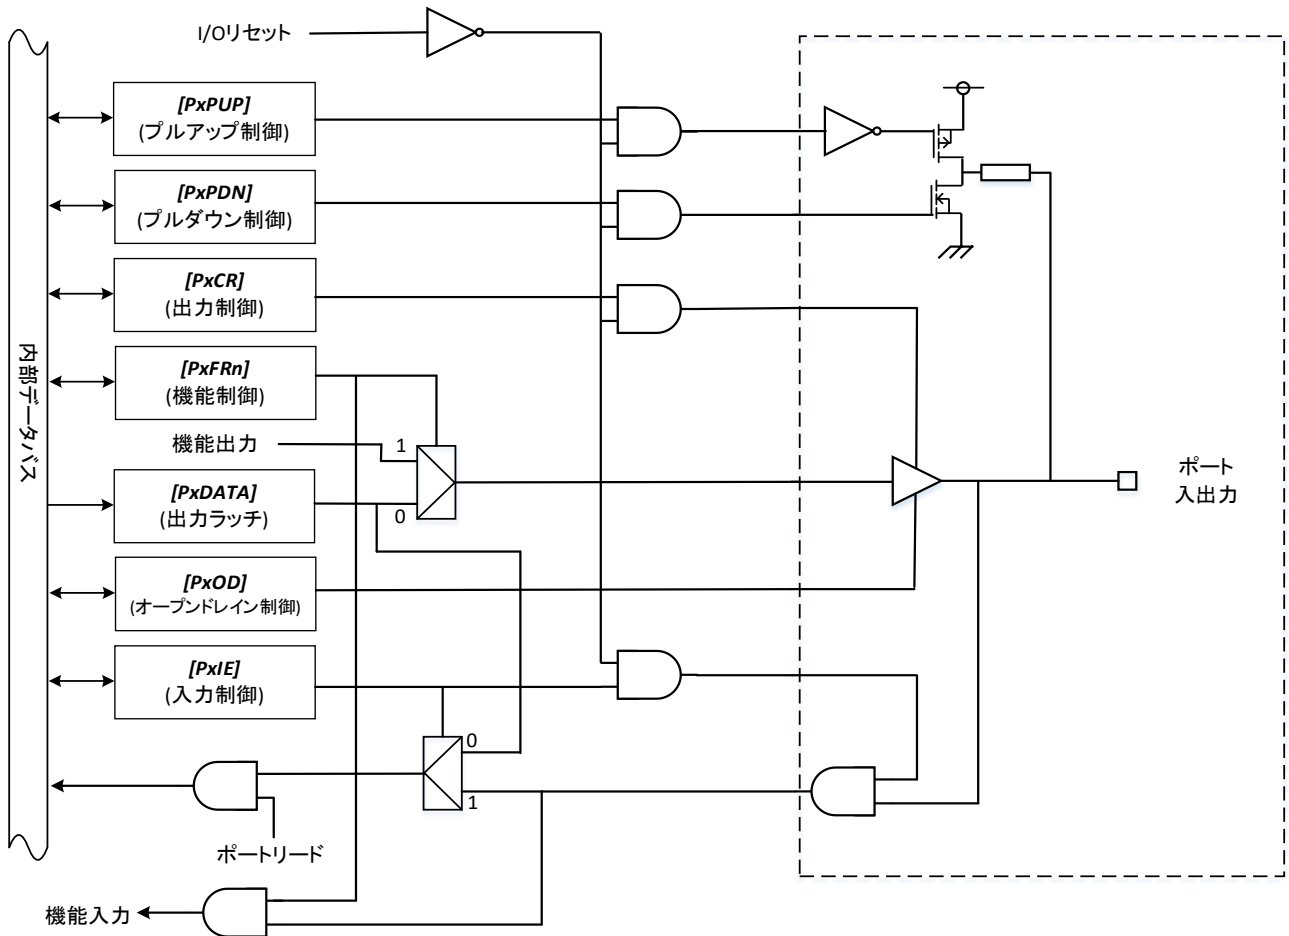 I/Oリセット
[PxPUP]
(プルアップ制御)
[PxPDN]
(プルダウン制御)
[PxCR]
(出力制御)
[PxFRn]
(機能制御)
内部データバス
機能出力
1
0
[PxDATA]
(出力ラッチ)
ポート
入出力
[PxOD]
(オープンドレイン制御)
[PxIE]
(入力制御)
0
1
ポートリード
機能入力